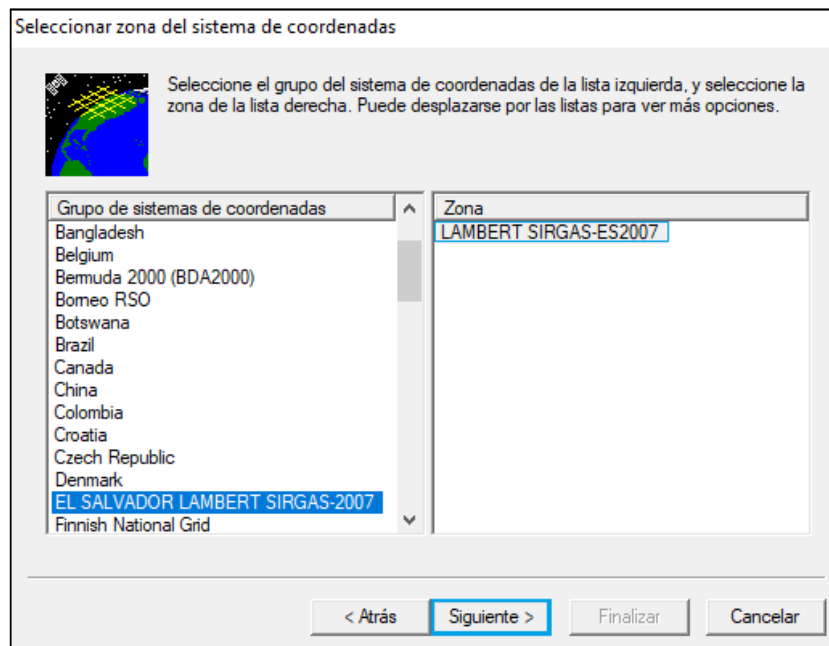 Seleccionar zona del sistema de coordenadas
Seleccione el grupo del sistema de coordenadas de la lista izquierda, y seleccione la
zona de la lista derecha. Puede desplazarse por las listas para ver más opciones.
Grupo de sistemas de coordenadas
Bangladesh
Belgium
Bermuda 2000 (BDA2000)
Borneo RSO
Botswana
Brazil
Canada
China
Colombia
Croatia
Czech Republic
Denmark
EL SALVADOR LAMBERT SIRGAS-2007
Finnish National Grid
Zona
LAMBERT SIRGAS-ES2007
< Atrás
Siguiente >
Finalizar
Cancelar